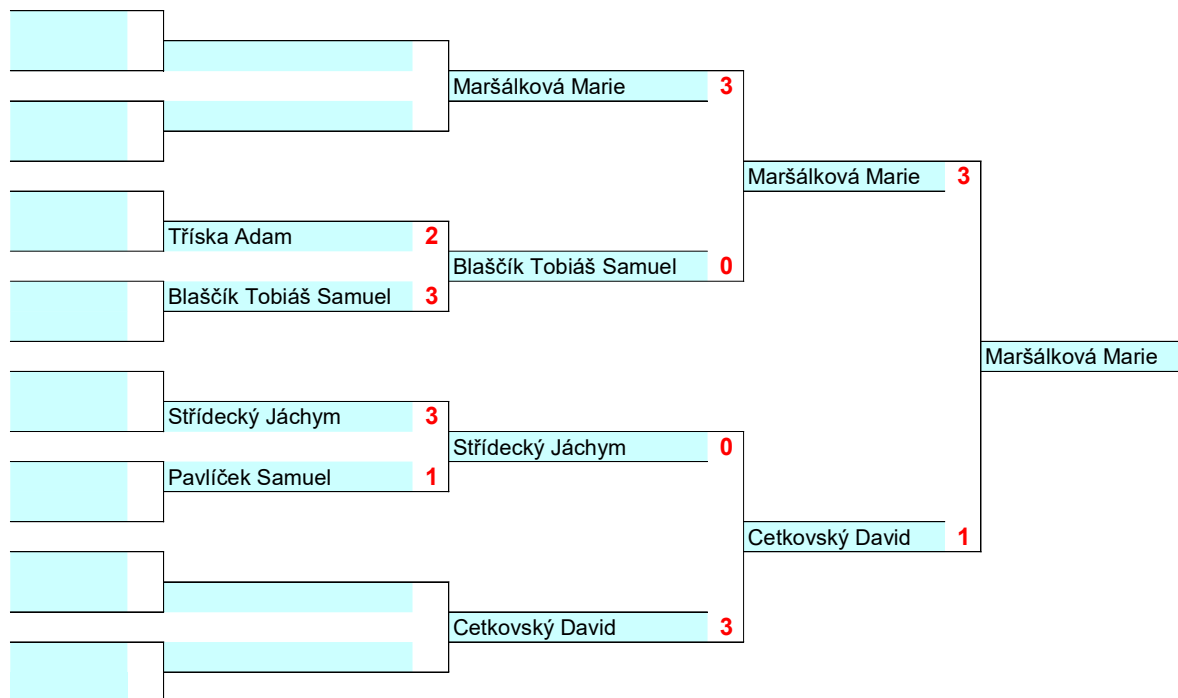 Maršálková Marie 3
Maršálková Marie 3
Tříska Adam 2
Blaščík Tobiáš Samuel 0
Blaščík Tobiáš Samuel 3
Maršálková Marie
Střídecký Jáchym 3
Střídecký Jáchym 0
Pavlíček Samuel 1
Cetkovský David 1
Cetkovský David 3